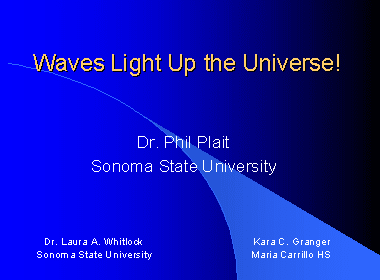 Waves Light Up the Universe!
Dr. Phil Plait
Sonoma State University
Dr. Laura A. Whitlock
Sonoma State University
Kara C. Granger
Maria Carrillo HS